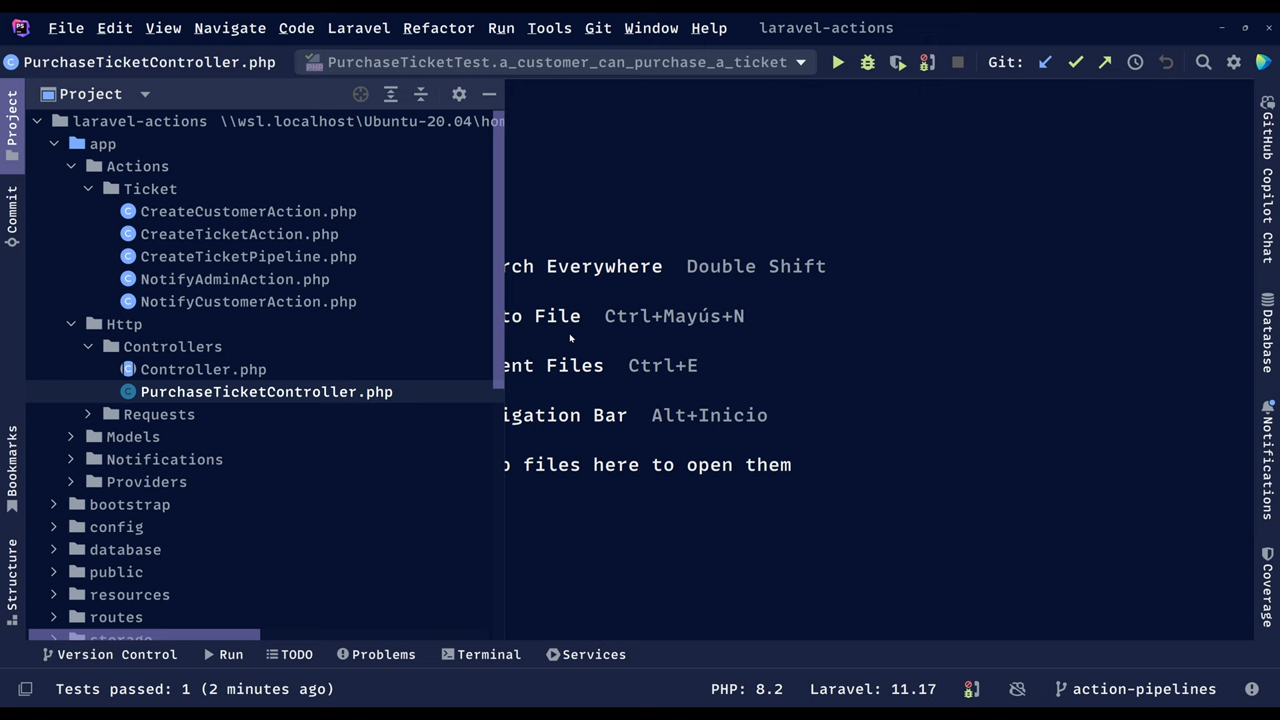 PS File Edit View Navigate Code Laravel Refactor Run Tools Git Window Help laravel-actions
PurchaseTicketController.php PHP PurchaseTicketTest.a_customer_can_purchase_a_ticket Git:
Project
laravel-actions \\wsl.localhost\Ubuntu-20.04\hom
app
Actions
Ticket
CreateCustomerAction.php
CreateTicketAction.php
CreateTicketPipeline.php
NotifyAdminAction.php
NotifyCustomerAction.php
Http
Controllers
Controller.php
PurchaseTicketController.php
Requests
Models
Notifications
Providers
bootstrap
config
database
public
resources
routes
storage
rch Everywhere Double Shift
to File Ctrl+Mayús+N
ent Files Ctrl+E
igation Bar Alt+Inicio
p files here to open them
Project
Commit
Bookmarks
Structure
GitHub Copilot Chat
Database
Notifications
Coverage
Version Control Run TODO Problems Terminal Services
Tests passed: 1 (2 minutes ago) PHP: 8.2 Laravel: 11.17 action-pipelines